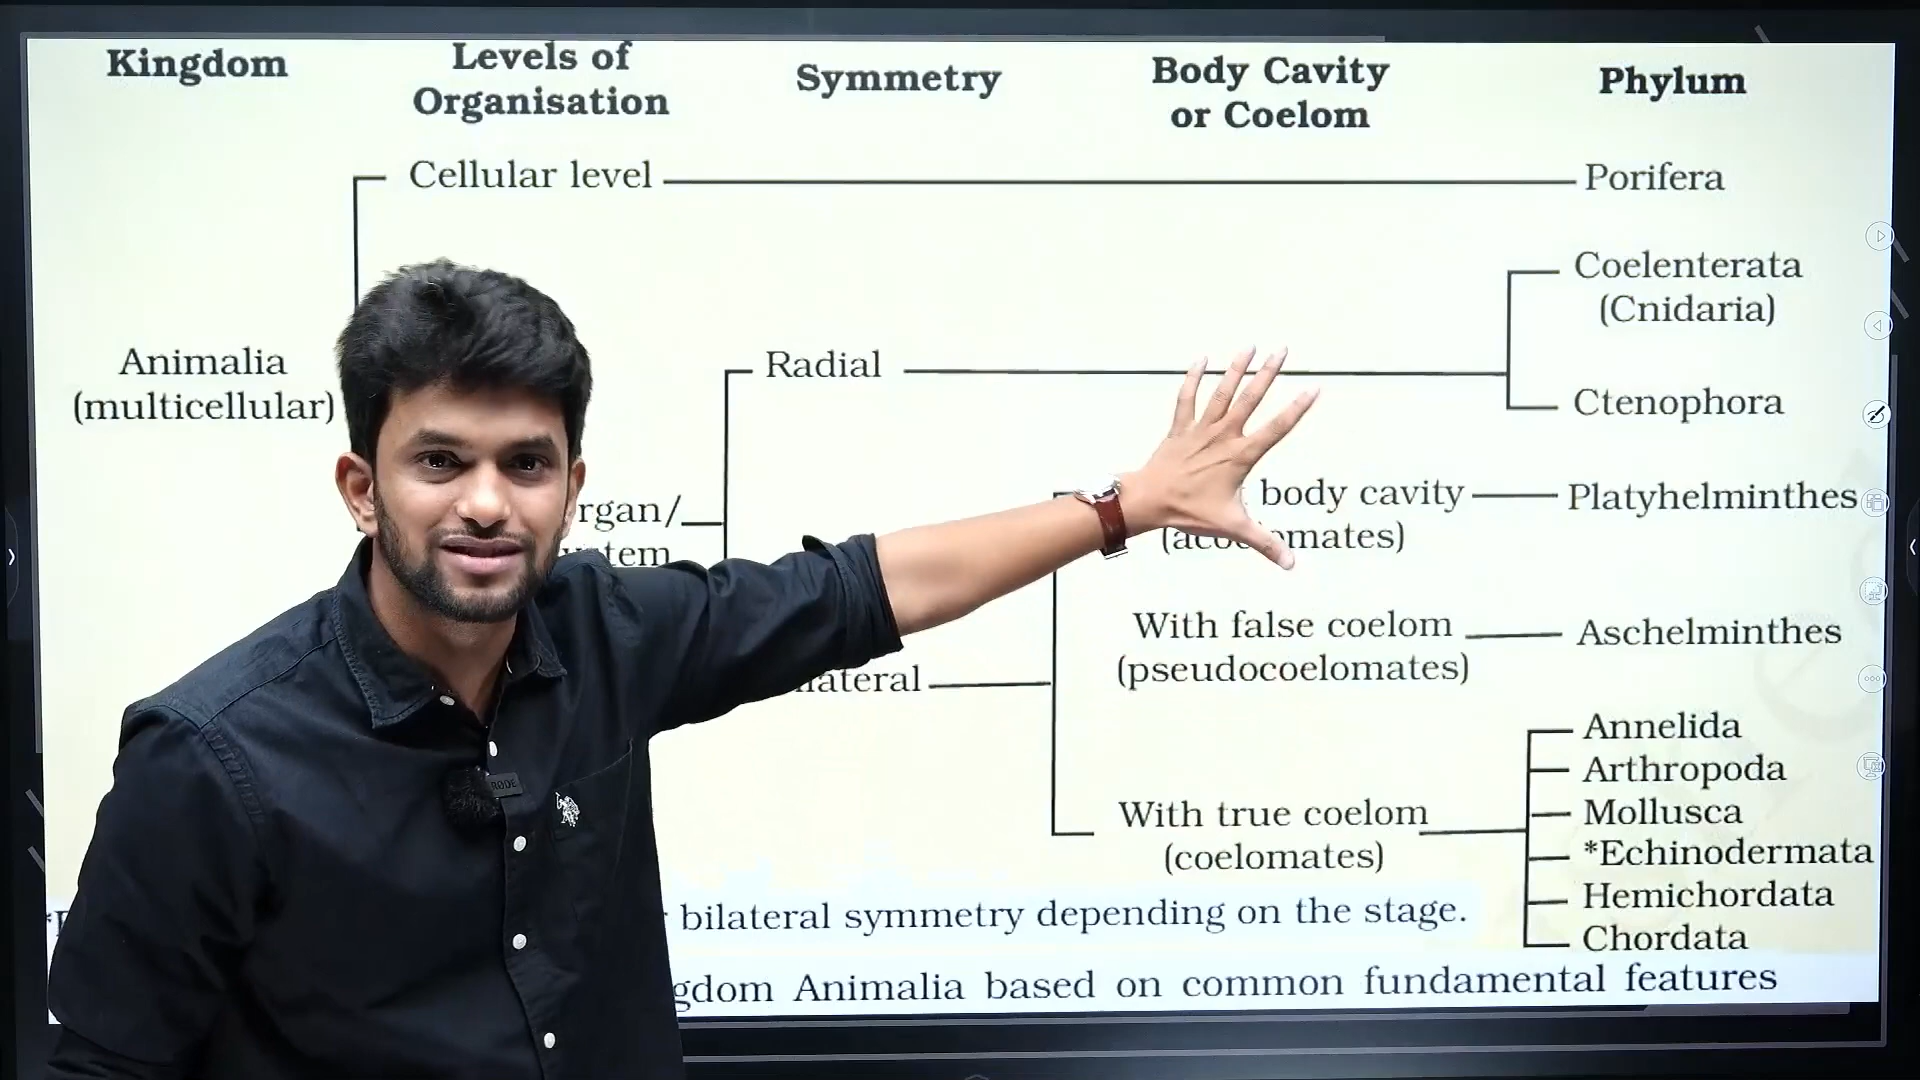 Kingdom
Levels of
Organisation
Symmetry
Body Cavity
or Coelom
Phylum
Cellular level
Porifera
Coelenterata
(Cnidaria)
Animalia
(multicellular)
Radial
Ctenophora
rgan/
tem
body cavity
Platyhelminthes
With false coelom
(pseudocoelomates)
Aschelminthes
ateral
With true coelom
(coelomates)
Annelida
Arthropoda
Mollusca
*Echinodermata
Hemichordata
Chordata
bilateral symmetry depending on the stage.
gdom Animalia based on common fundamental features
RØDE